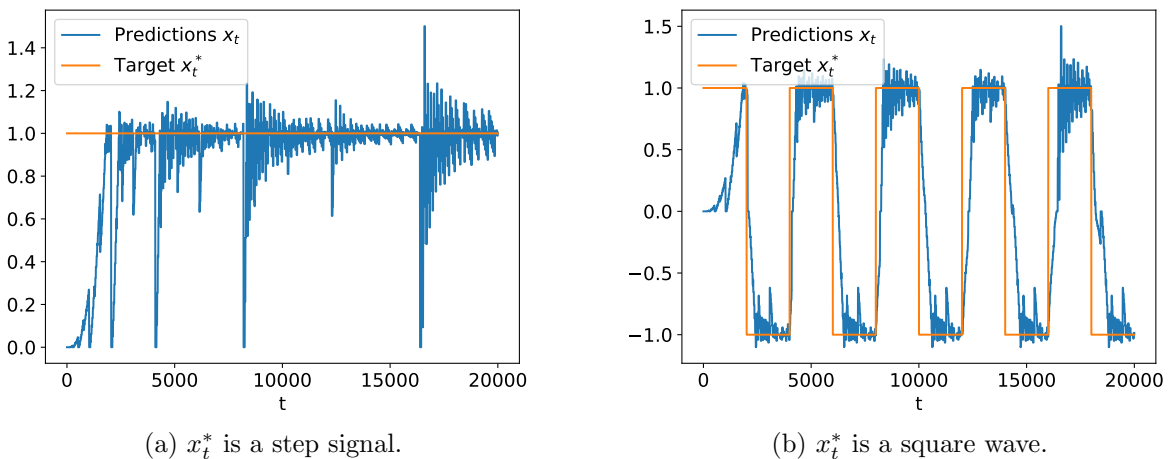 Predictions $x_t$
Target $x_t^*$
1.4
1.2
1.0
0.8
0.6
0.4
0.2
0.0
0 5000 10000 15000 20000
t
(a) $x_t^*$ is a step signal.
Predictions $x_t$
Target $x_t^*$
1.5
1.0
0.5
0.0
−0.5
−1.0
0 5000 10000 15000 20000
t
(b) $x_t^*$ is a square wave.